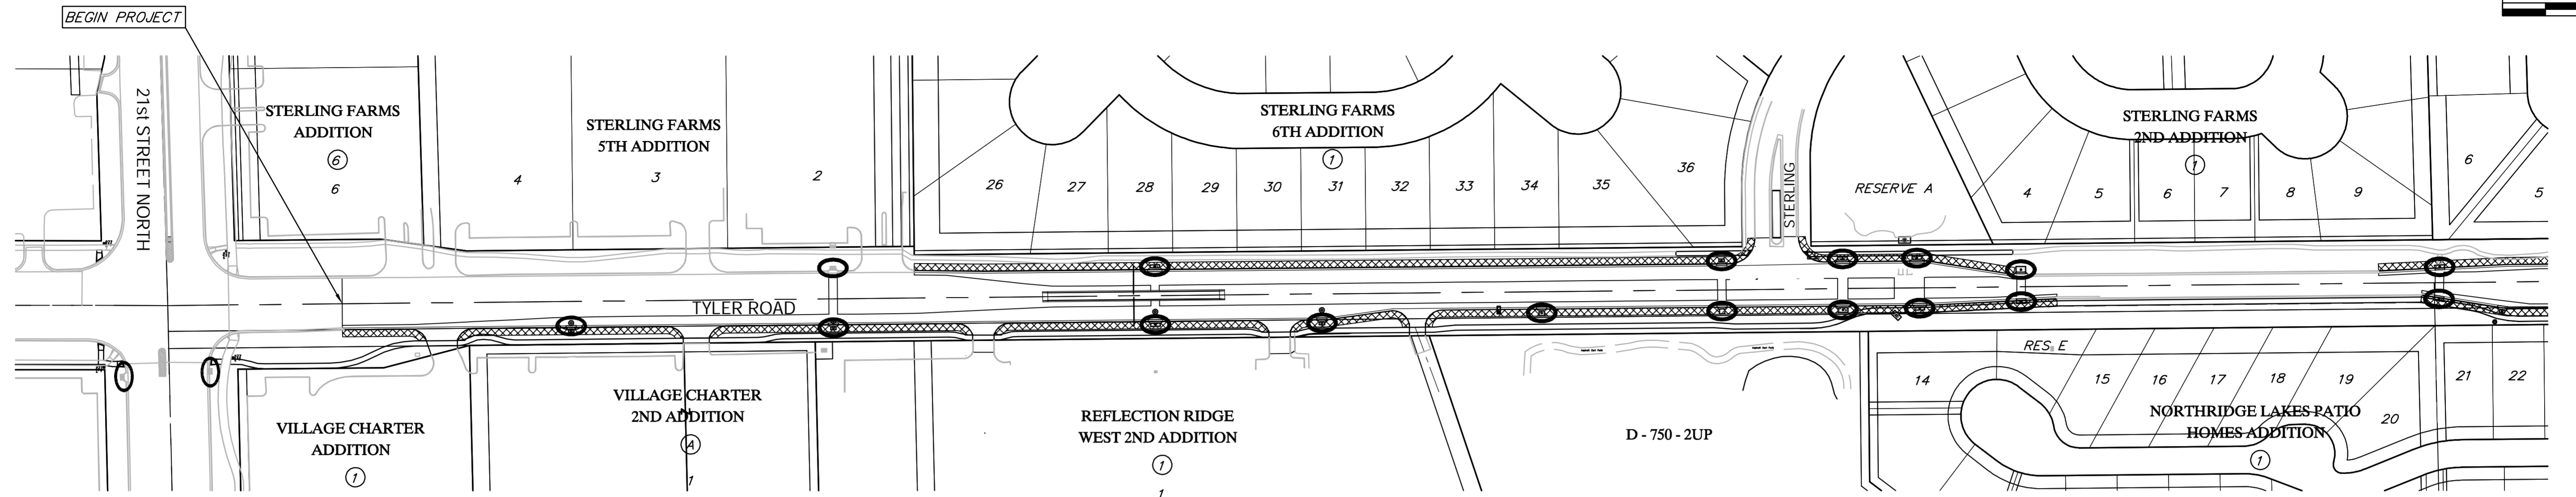 BEGIN PROJECT
21st STREET NORTH
STERLING FARMS
ADDITION
6
6
STERLING FARMS
5TH ADDITION
4
3
2
STERLING FARMS
6TH ADDITION
1
26
27
28
29
30
31
32
33
34
35
36
STERLING
RESERVE A
STERLING FARMS
2ND ADDITION
1
4
5
6
7
8
9
6
5
TYLER ROAD
VILLAGE CHARTER
ADDITION
1
VILLAGE CHARTER
2ND ADDITION
A
1
REFLECTION RIDGE
WEST 2ND ADDITION
1
1
D - 750 - 2UP
RES. E
14
15
16
17
18
19
20
21
22
NORTHRIDGE LAKES PATIO
HOMES ADDITION
1